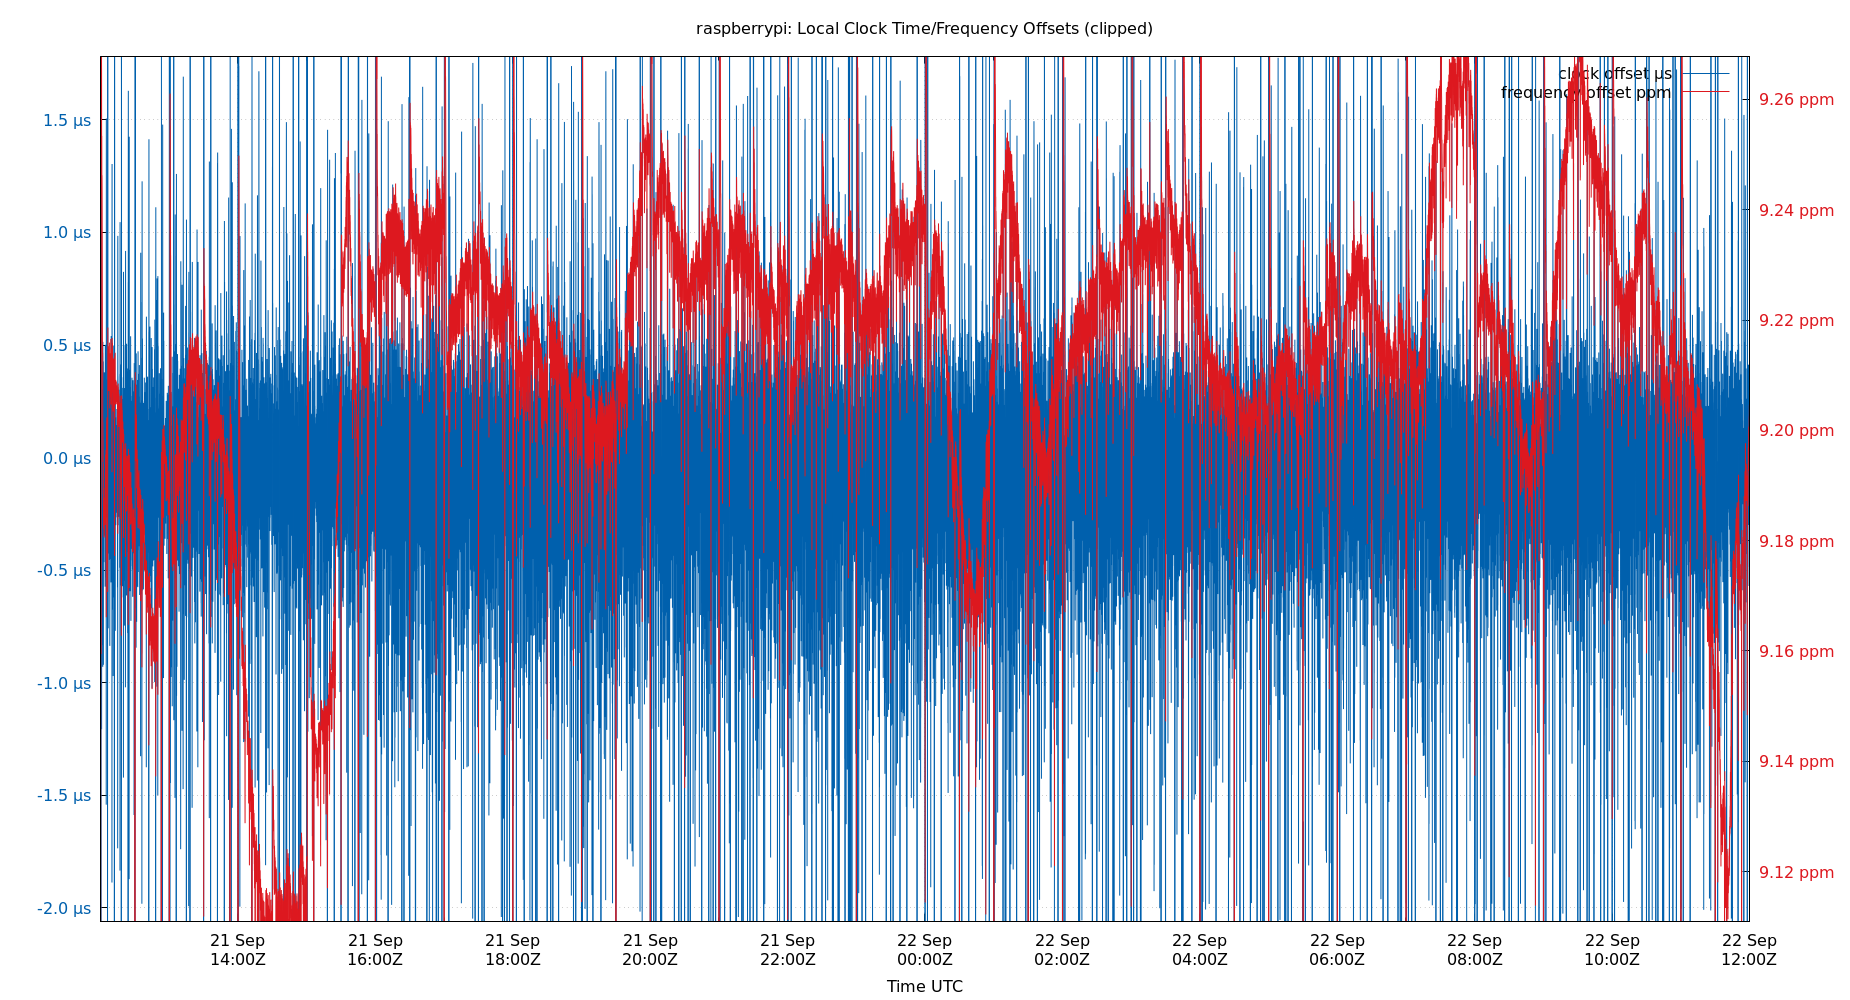 raspberrypi: Local Clock Time/Frequency Offsets (clipped)
clock offset µs
frequency offset ppm
1.5 µs
1.0 µs
0.5 µs
0.0 µs
-0.5 µs
-1.0 µs
-1.5 µs
-2.0 µs
9.26 ppm
9.24 ppm
9.22 ppm
9.20 ppm
9.18 ppm
9.16 ppm
9.14 ppm
9.12 ppm
21 Sep
14:00Z
21 Sep
16:00Z
21 Sep
18:00Z
21 Sep
20:00Z
21 Sep
22:00Z
22 Sep
00:00Z
22 Sep
02:00Z
22 Sep
04:00Z
22 Sep
06:00Z
22 Sep
08:00Z
22 Sep
10:00Z
22 Sep
12:00Z
Time UTC